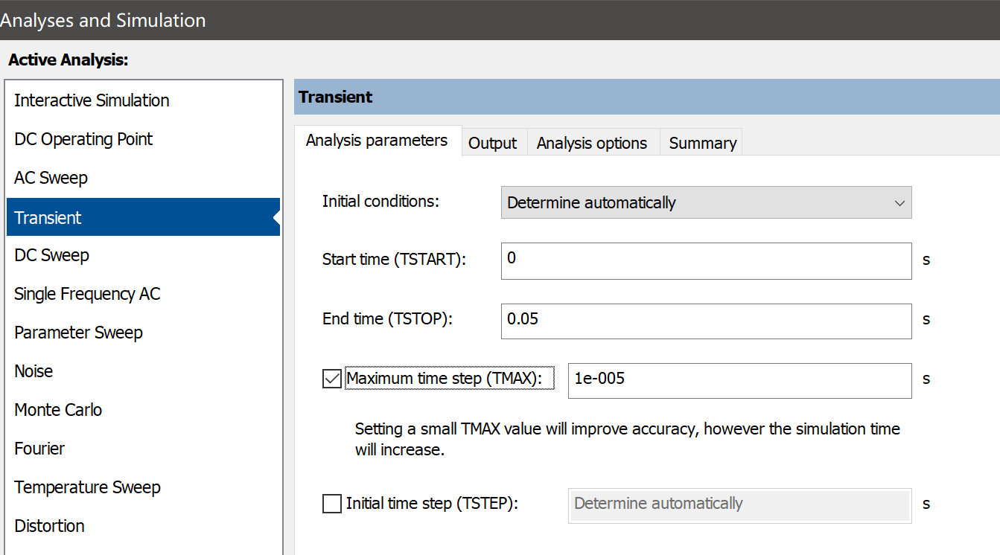 Analyses and Simulation
Active Analysis:
Interactive Simulation
DC Operating Point
AC Sweep
Transient
DC Sweep
Single Frequency AC
Parameter Sweep
Noise
Monte Carlo
Fourier
Temperature Sweep
Distortion
Transient
Analysis parameters Output Analysis options Summary
Initial conditions: Determine automatically
Start time (TSTART): 0 s
End time (TSTOP): 0.05 s
Maximum time step (TMAX): 1e-005 s
Setting a small TMAX value will improve accuracy, however the simulation time
will increase.
Initial time step (TSTEP): Determine automatically s